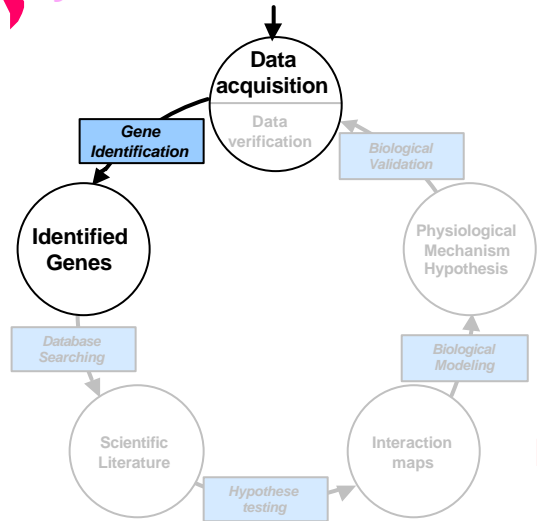 Data
acquisition
Data
verification
Gene
Identification
Biological
Validation
Identified
Genes
Physiological
Mechanism
Hypothesis
Database
Searching
Biological
Modeling
Scientific
Literature
Interaction
maps
Hypothese
testing